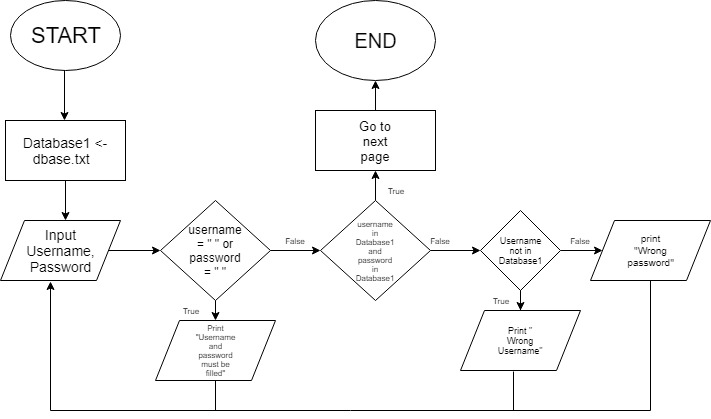 START
END
Database1 <-
dbase.txt
Go to
next
page
True
Input
Username,
Password
username
= " " or
password
= " "
False
username
in
Database1
and
password
in
Database1
False
Username
not in
Database1
False
print
"Wrong
password"
True
Print
"Username
and
password
must be
filled"
True
Print "
Wrong
Username"